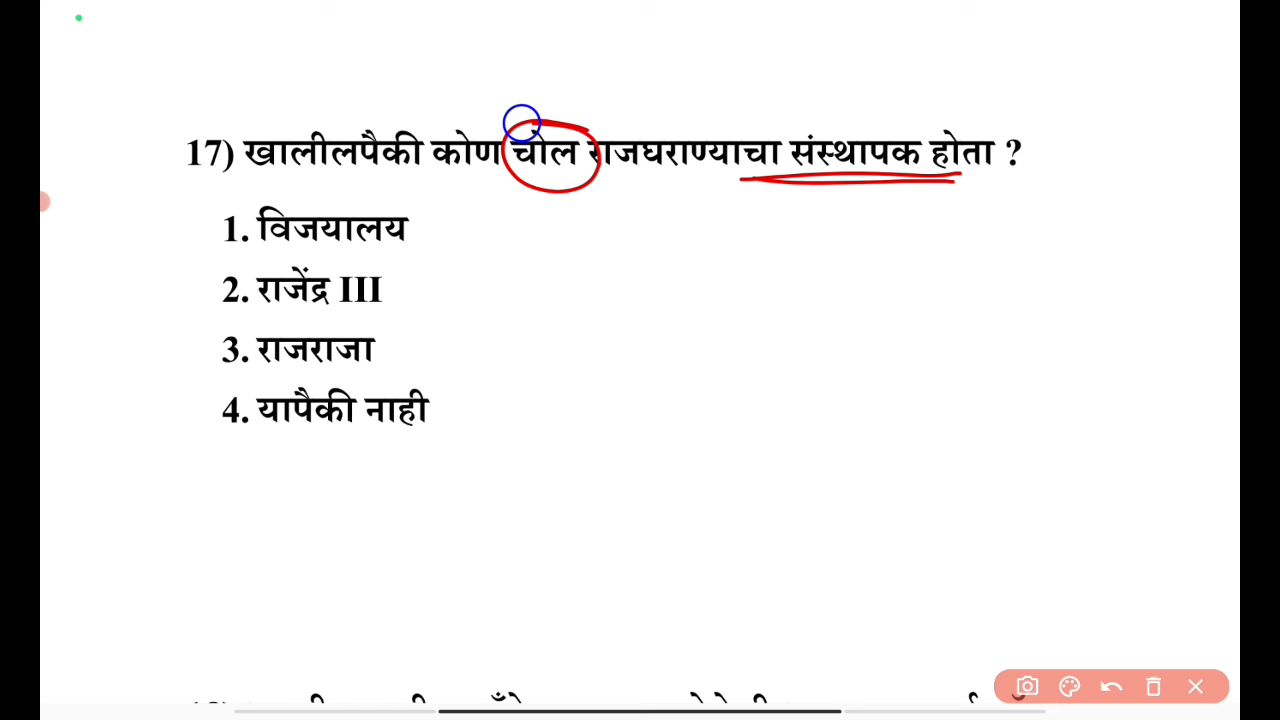 17) खालीलपैकी कोण चोल राजघराण्याचा संस्थापक होता ?
1. विजयालय
2. राजेंद्र III
3. राजराजा
4. यापैकी नाही